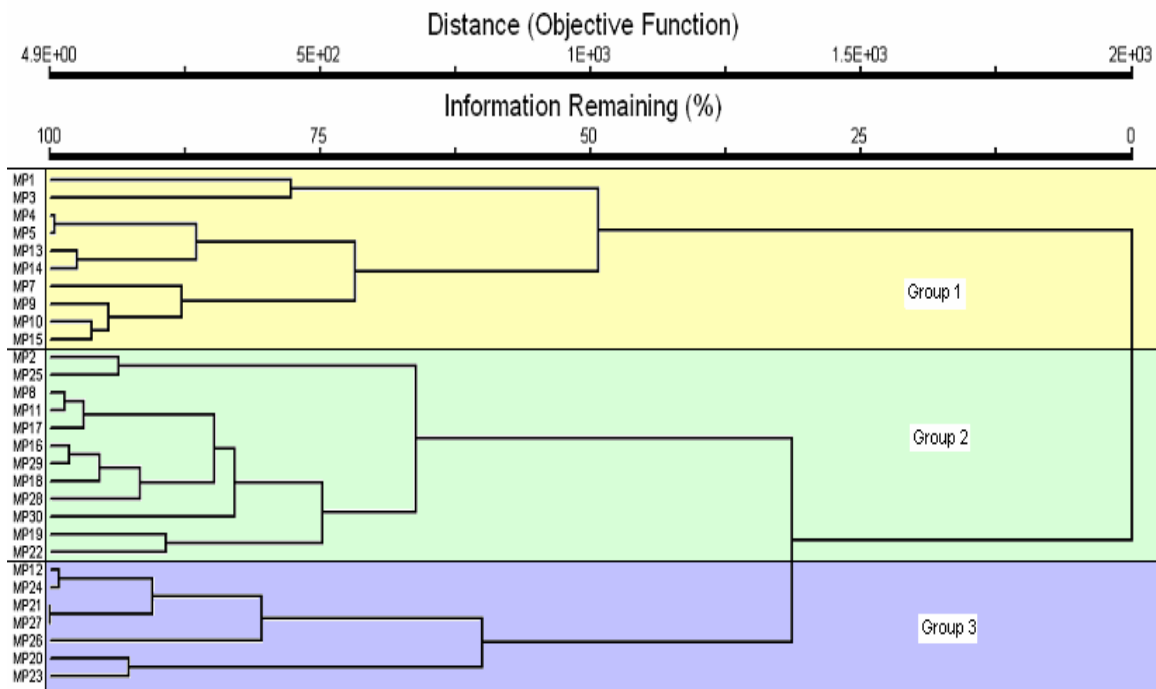 Distance (Objective Function)
4.9E+00 5E+02 1E+03 1.5E+03 2E+03
Information Remaining (%)
100 75 50 25 0
MP1
MP3
MP4
MP5
MP13
MP14
MP7
MP9
MP10
MP15
Group 1
MP2
MP25
MP8
MP11
MP17
MP16
MP29
MP18
MP28
MP30
MP19
MP22
Group 2
MP12
MP24
MP21
MP27
MP26
MP20
MP23
Group 3